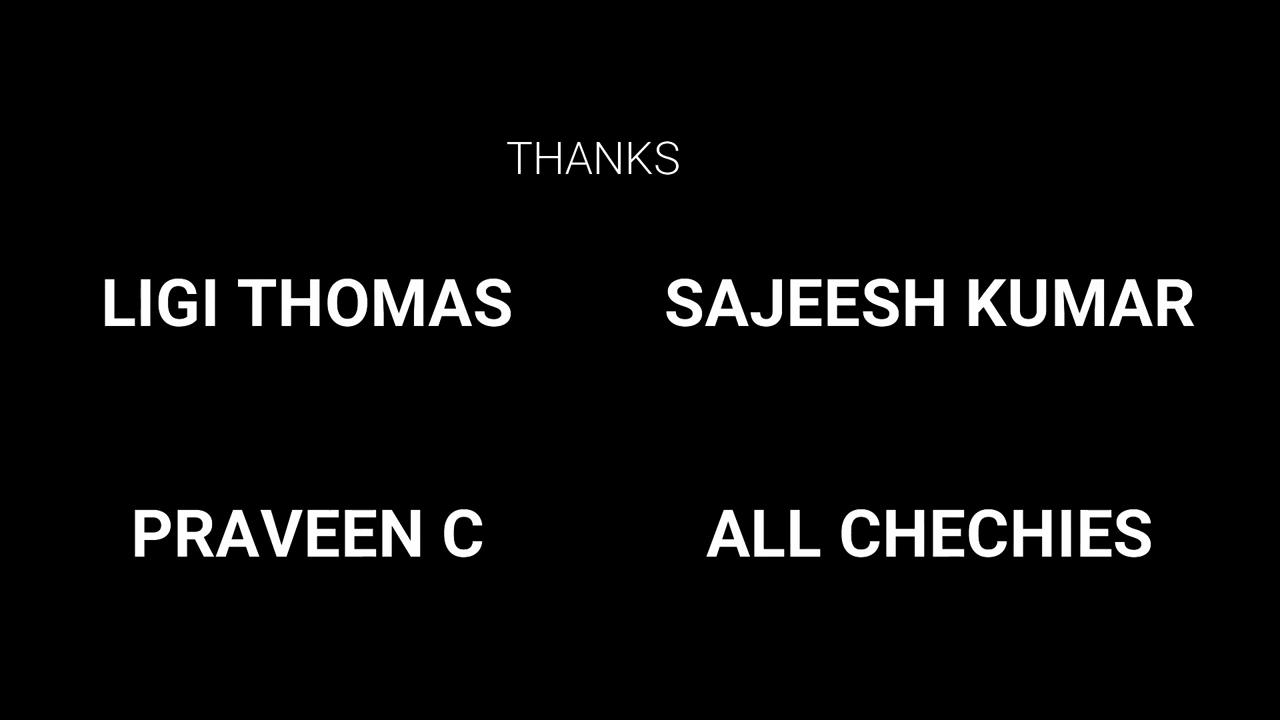 THANKS
LIGI THOMAS
SAJEESH KUMAR
PRAVEEN C
ALL CHECHIES